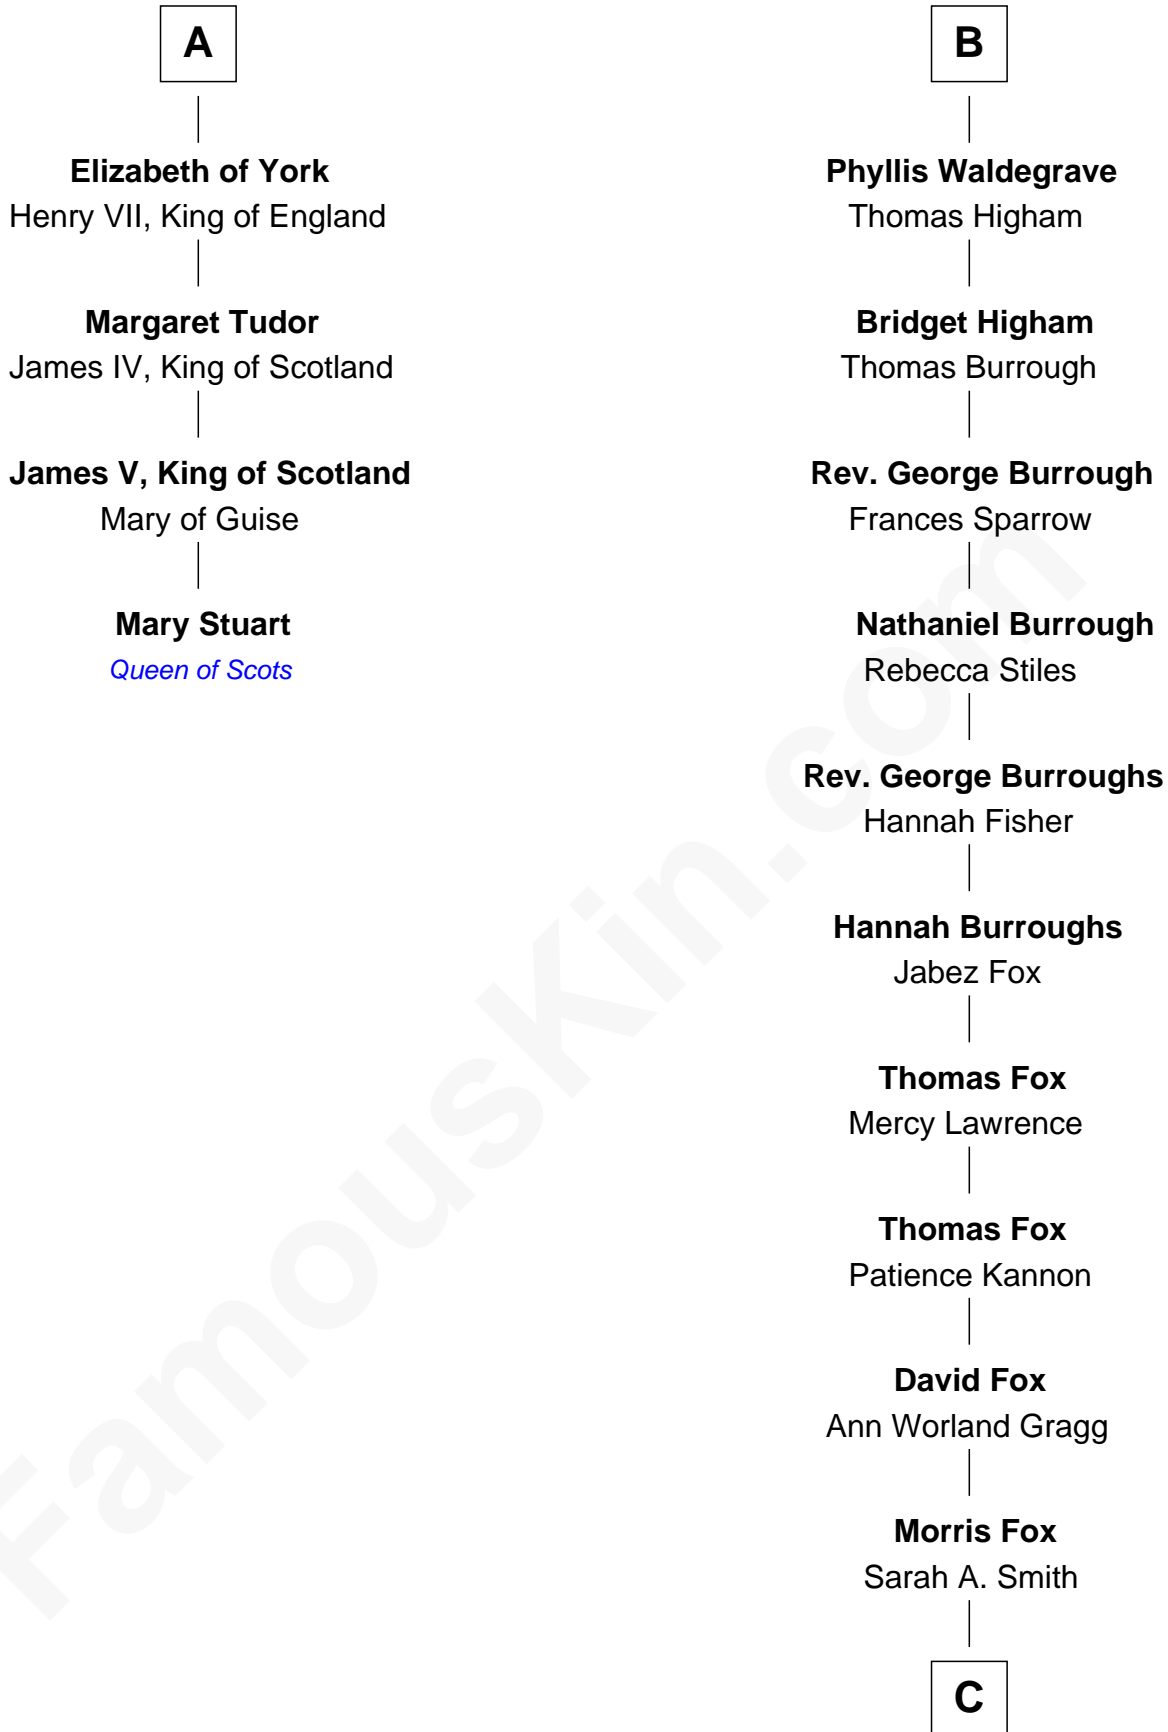 A
Elizabeth of York
Henry VII, King of England
Margaret Tudor
James IV, King of Scotland
James V, King of Scotland
Mary of Guise
Mary Stuart
Queen of Scots
B
Phyllis Waldegrave
Thomas Higham
Bridget Higham
Thomas Burrough
Rev. George Burrough
Frances Sparrow
Nathaniel Burrough
Rebecca Stiles
Rev. George Burroughs
Hannah Fisher
Hannah Burroughs
Jabez Fox
Thomas Fox
Mercy Lawrence
Thomas Fox
Patience Kannon
David Fox
Ann Worland Gragg
Morris Fox
Sarah A. Smith
C
FamousKin.com